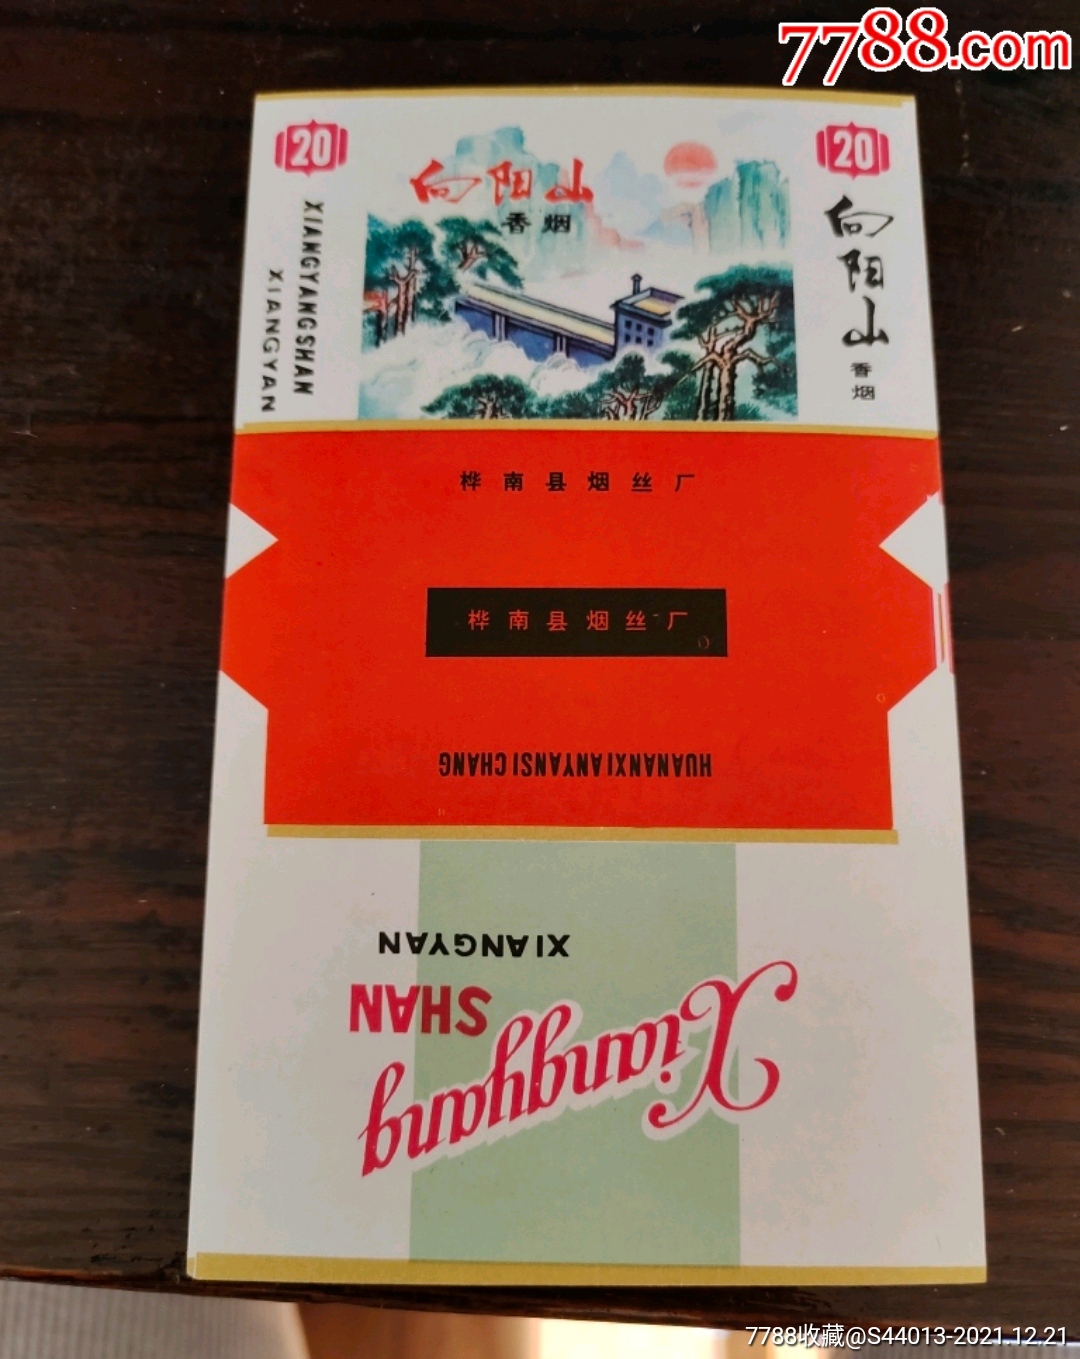 7788.com
20
20
向阳山
香烟
XIANGYANGSHAN
XIANGYAN
向阳山
香烟
桦南县烟丝厂
桦南县烟丝厂
HUANANXIANYANSI CHANG
Xiangyang
SHAN
XIANGYAN
7788收藏@S44013-2021.12.21